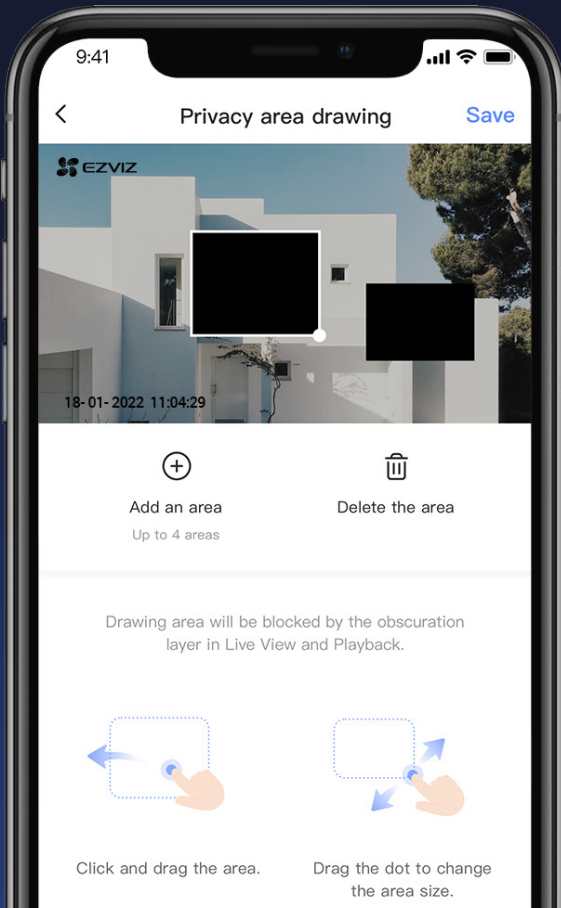 9:41
Privacy area drawing
Save
EZVIZ
18-01-2022 11:04:29
Add an area
Up to 4 areas
Delete the area
Drawing area will be blocked by the obscuration
layer in Live View and Playback.
Click and drag the area.
Drag the dot to change
the area size.